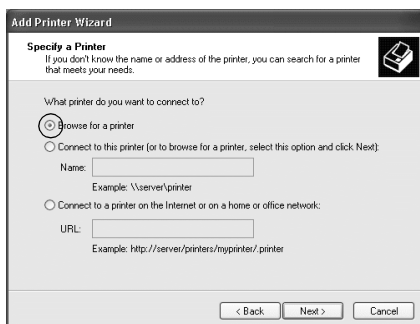 Add Printer Wizard
Specify a Printer
If you don't know the name or address of the printer, you can search for a printer
that meets your needs.
What printer do you want to connect to?
Browse for a printer
Connect to this printer (or to browse for a printer, select this option and click Next):
Name:
Example: \\server\printer
Connect to a printer on the Internet or on a home or office network:
URL:
Example: http://server/printers/myprinter/.printer
< Back Next > Cancel